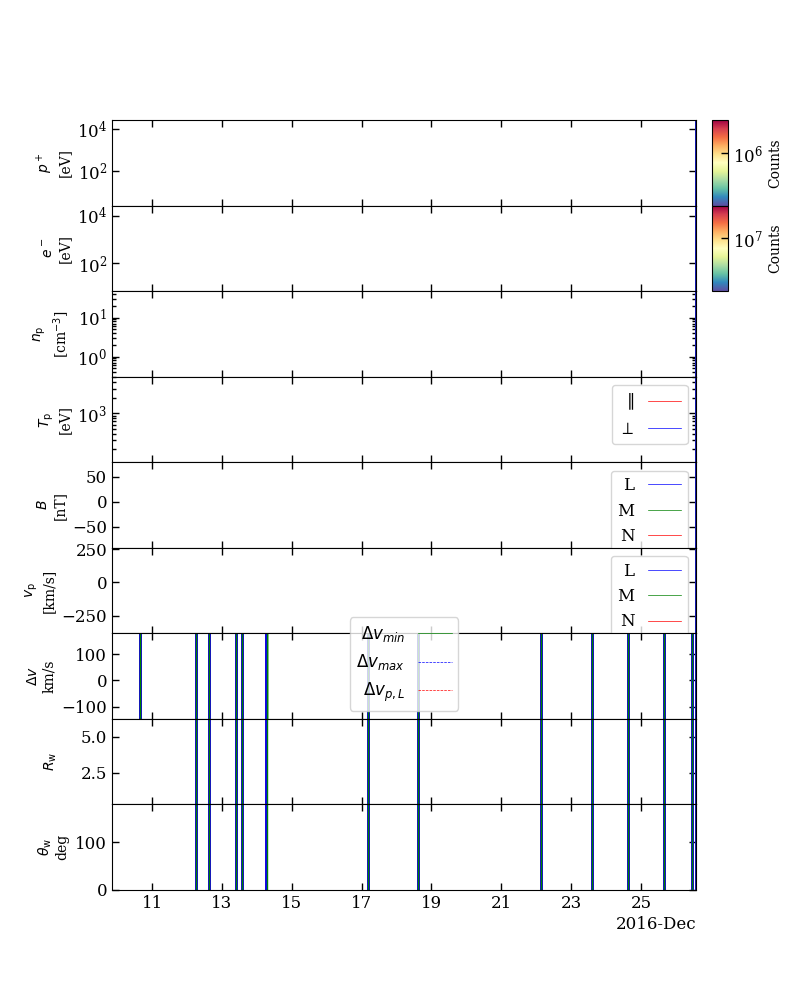 10^4
10^2
p^+
[eV]
10^6
Counts
10^4
10^2
e^−
[eV]
10^7
Counts
10^1
10^0
n_p
[cm^−3]
10^3
T_p
[eV]
∥
⊥
50
0
−50
B
[nT]
L
M
N
250
0
−250
v_p
[km/s]
L
M
N
100
0
−100
Δv
km/s
Δv_min
Δv_max
Δv_p,L
5.0
2.5
R_w
100
0
θ_w
deg
11 13 15 17 19 21 23 25
2016-Dec